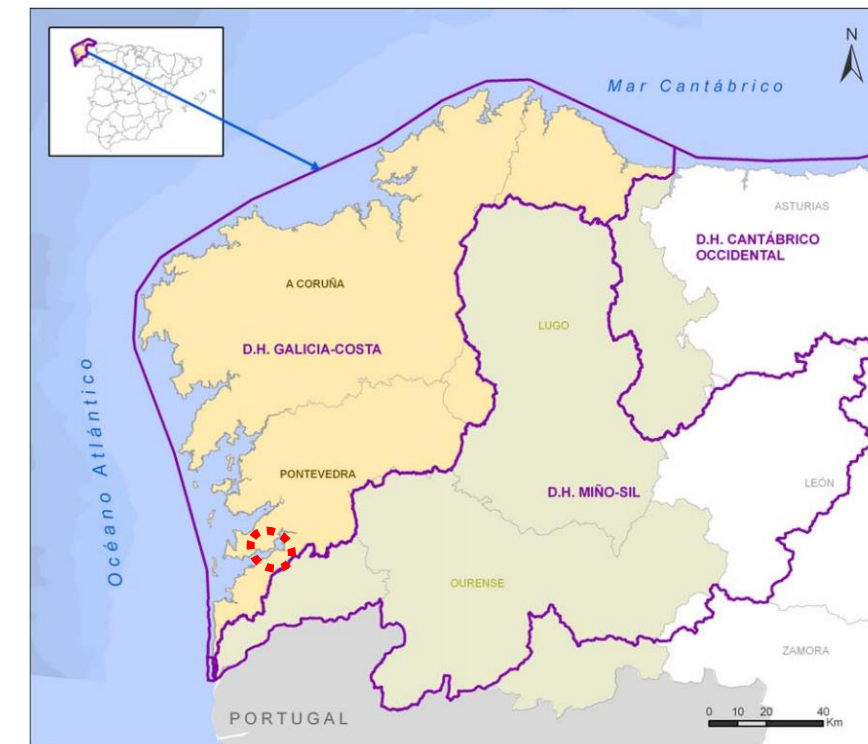 N
Mar Cantábrico
ASTURIAS
D.H. CANTÁBRICO
OCCIDENTAL
A CORUÑA
LUGO
D.H. GALICIA-COSTA
Océano Atlántico
PONTEVEDRA
LEÓN
D.H. MIÑO-SIL
OURENSE
ZAMORA
PORTUGAL
0 10 20 40
Km